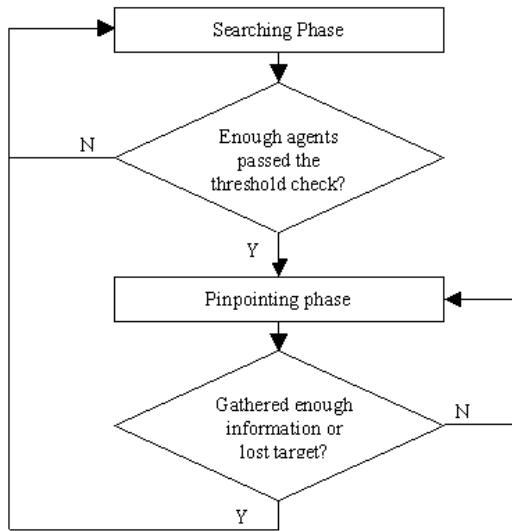 Searching Phase
Enough agents
passed the
threshold check?
N
Y
Pinpointing phase
Gathered enough
information or
lost target?
N
Y